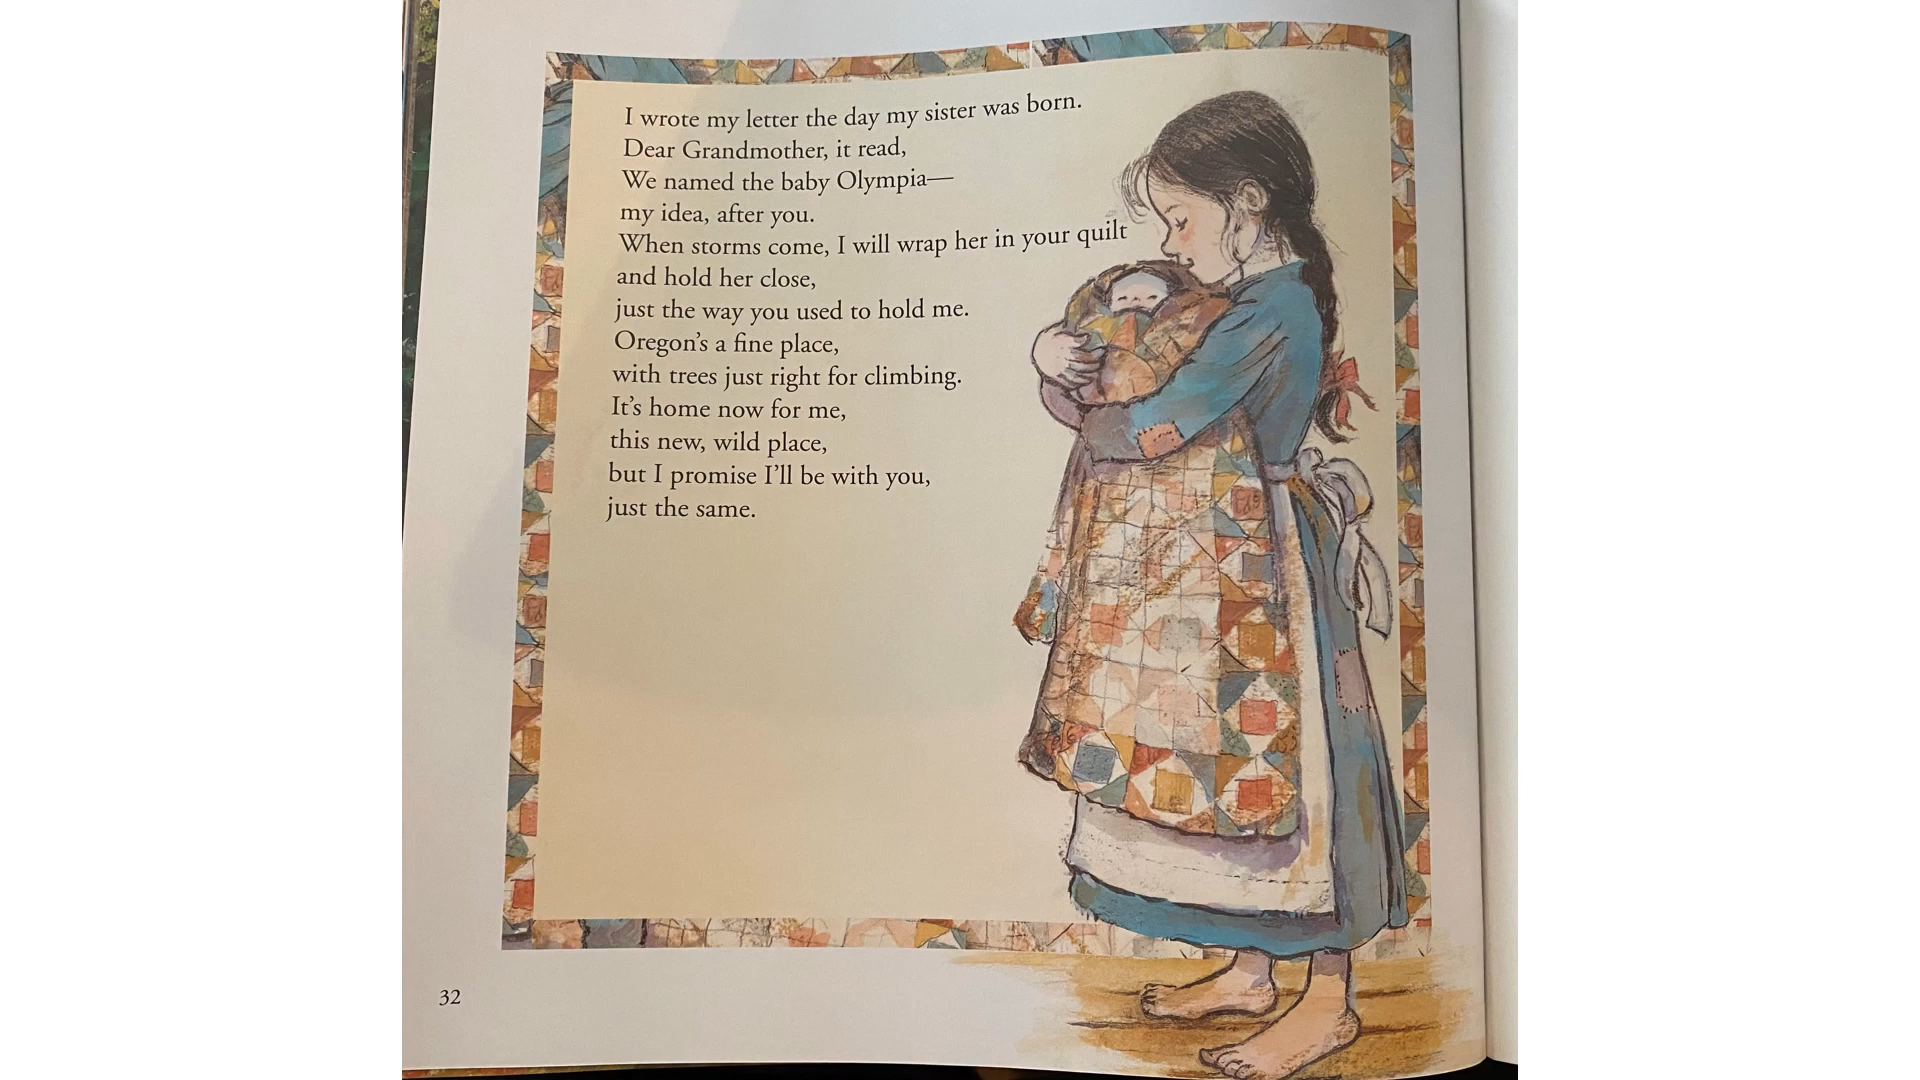 I wrote my letter the day my sister was born.
Dear Grandmother, it read,
We named the baby Olympia—
my idea, after you.
When storms come, I will wrap her in your quilt
and hold her close,
just the way you used to hold me.
Oregon's a fine place,
with trees just right for climbing.
It's home now for me,
this new, wild place,
but I promise I'll be with you,
just the same.
32